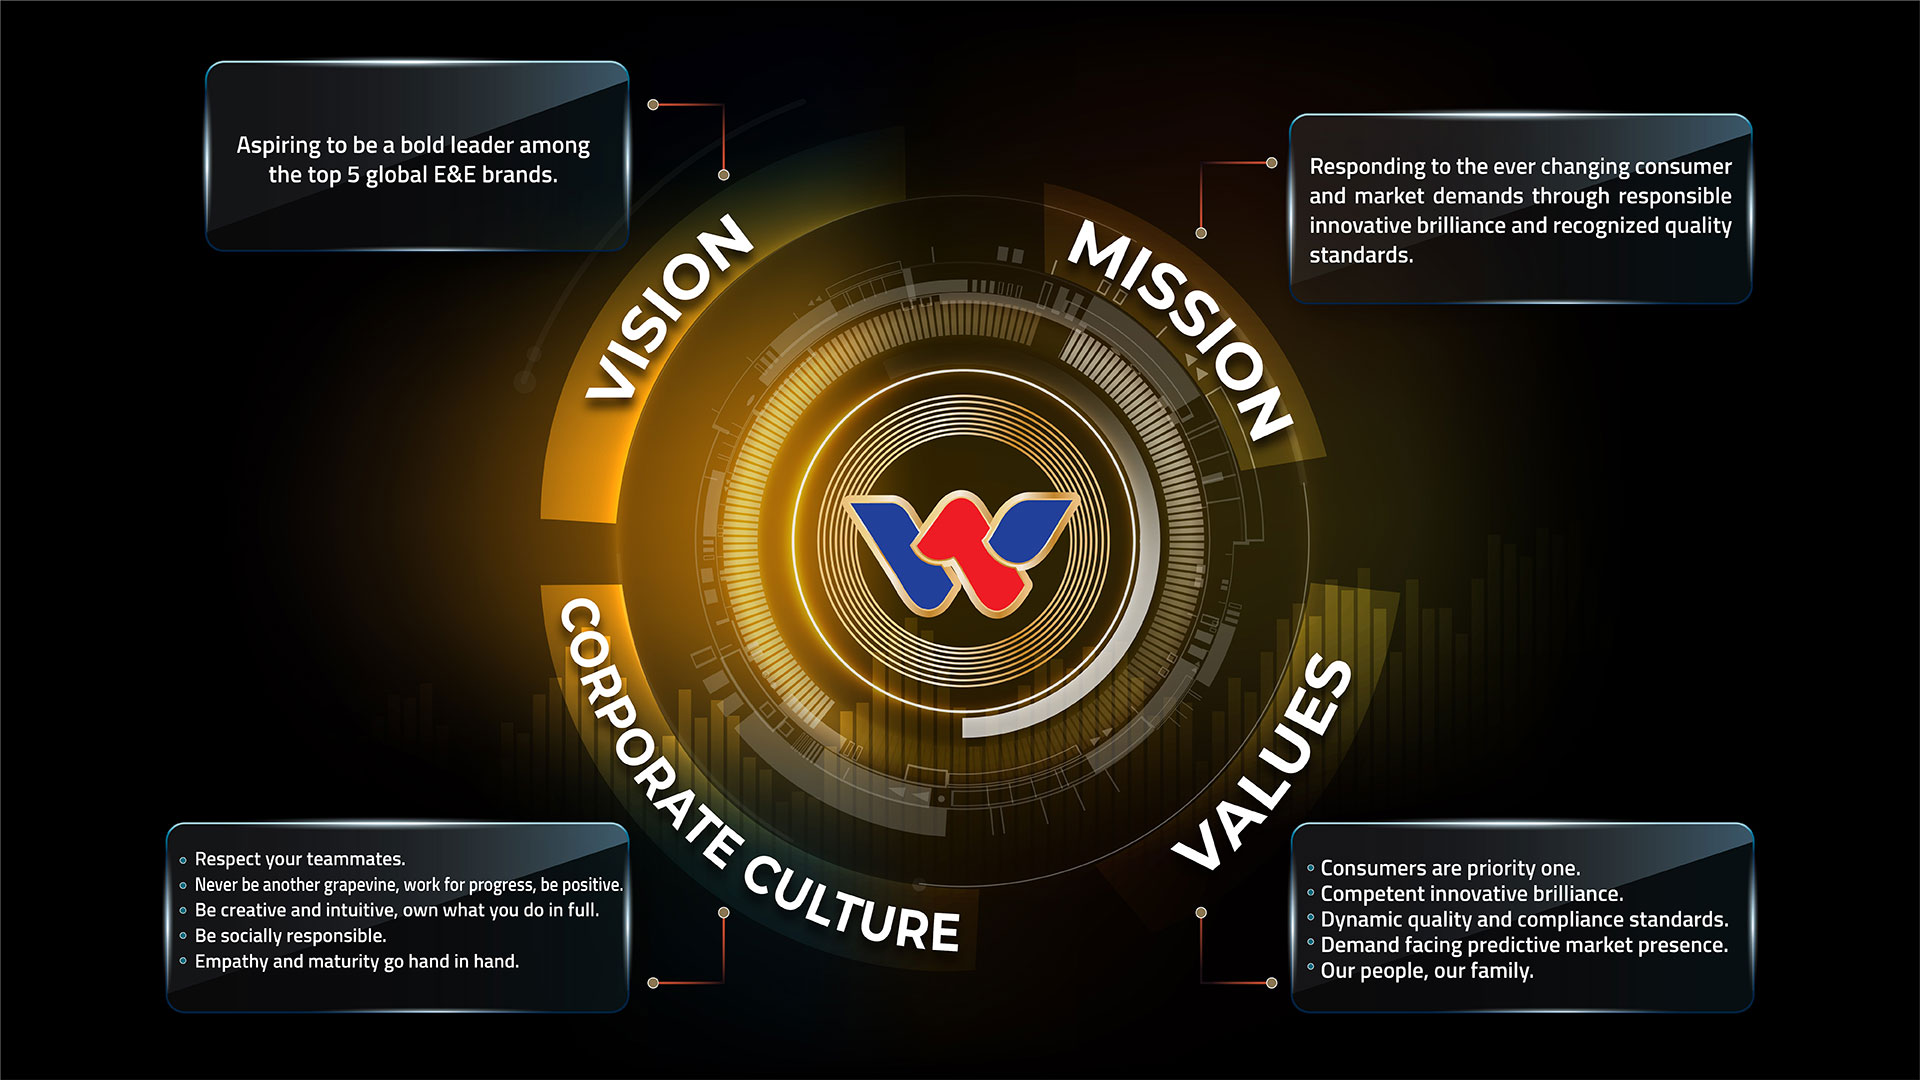 VISION
Aspiring to be a bold leader among
the top 5 global E&E brands.
MISSION
Responding to the ever changing consumer
and market demands through responsible
innovative brilliance and recognized quality
standards.
CORPORATE CULTURE
Respect your teammates.
Never be another grapevine, work for progress, be positive.
Be creative and intuitive, own what you do in full.
Be socially responsible.
Empathy and maturity go hand in hand.
VALUES
Consumers are priority one.
Competent innovative brilliance.
Dynamic quality and compliance standards.
Demand facing predictive market presence.
Our people, our family.